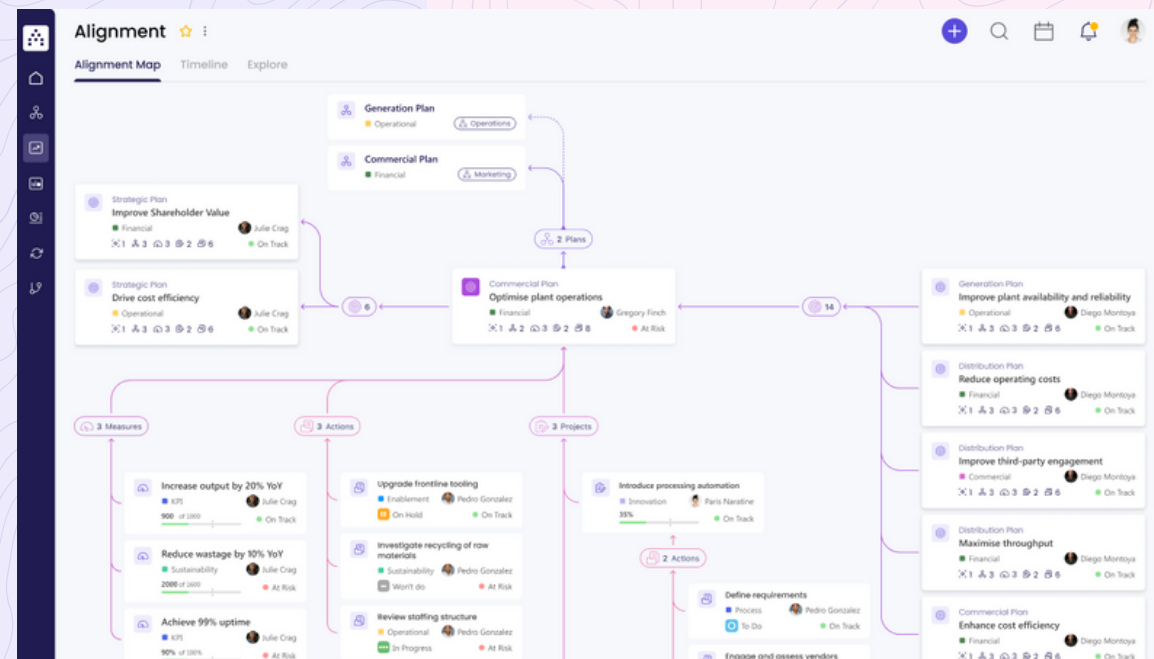 Alignment
Alignment Map Timeline Explore
Generation Plan
Operational Operations
Commercial Plan
Financial Marketing
2 Plans
Strategic Plan
Improve Shareholder Value
Financial Julie Crag
1 3 3 2 6 On Track
Strategic Plan
Drive cost efficiency
Operational Julie Crag
1 3 3 2 6 On Track
6
Commercial Plan
Optimise plant operations
Financial Gregory Finch
1 2 3 2 8 At Risk
14
Generation Plan
Improve plant availability and reliability
Operational Diego Montoya
1 3 3 2 6 On Track
Distribution Plan
Reduce operating costs
Financial Diego Montoya
1 3 3 2 6 On Track
Distribution Plan
Improve third-party engagement
Commercial Diego Montoya
1 3 3 2 6 On Track
Distribution Plan
Maximise throughput
Financial Diego Montoya
1 3 3 2 6 On Track
Commercial Plan
Enhance cost efficiency
Financial Diego Montoya
1 3 3 2 6 On Track
3 Measures
Increase output by 20% YoY
KPI Julie Crag
900 of 1000 On Track
Reduce wastage by 10% YoY
Sustainability Julie Crag
2000 of 1600 At Risk
Achieve 99% uptime
KPI Julie Crag
90% of 100% At Risk
3 Actions
Upgrade frontline tooling
Enablement Pedro Gonzalez
On Hold On Track
Investigate recycling of raw
materials
Sustainability Pedro Gonzalez
Won't do At Risk
Review staffing structure
Operational Pedro Gonzalez
In Progress At Risk
3 Projects
Introduce processing automation
Innovation Paris Naratine
35% On Track
2 Actions
Define requirements
Process Pedro Gonzalez
To Do On Track
Engage and assess vendors